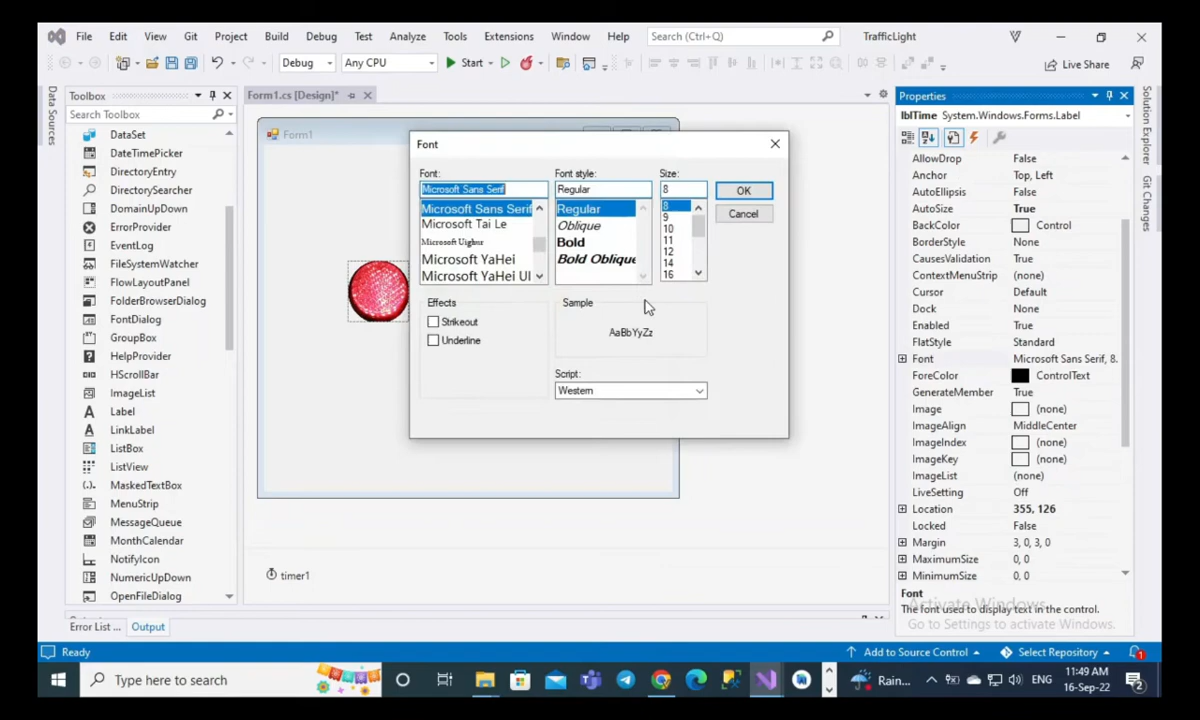 File Edit View Git Project Build Debug Test Analyze Tools Extensions Window Help Search (Ctrl+Q) TrafficLight
Debug Any CPU Start Live Share
Data Sources
Toolbox
Search Toolbox
DataSet
DateTimePicker
DirectoryEntry
DirectorySearcher
DomainUpDown
ErrorProvider
EventLog
FileSystemWatcher
FlowLayoutPanel
FolderBrowserDialog
FontDialog
GroupBox
HelpProvider
HScrollBar
ImageList
Label
LinkLabel
ListBox
ListView
MaskedTextBox
MenuStrip
MessageQueue
MonthCalendar
NotifyIcon
NumericUpDown
OpenFileDialog
Form1.cs [Design]*
Form1
Font
Font:
Microsoft Sans Serif
Microsoft Sans Serif
Microsoft Tai Le
Microsoft Uighur
Microsoft YaHei
Microsoft YaHei UI
Font style:
Regular
Regular
Oblique
Bold
Bold Oblique
Size:
8
8
9
10
11
12
14
16
OK
Cancel
Effects
Strikeout
Underline
Sample
AaBbYyZz
Script:
Western
timer1
Properties
lblTime System.Windows.Forms.Label
AllowDrop False
Anchor Top, Left
AutoEllipsis False
AutoSize True
BackColor Control
BorderStyle None
CausesValidation True
ContextMenuStrip (none)
Cursor Default
Dock None
Enabled True
FlatStyle Standard
Font Microsoft Sans Serif, 8.
ForeColor ControlText
GenerateMember True
Image (none)
ImageAlign MiddleCenter
ImageIndex (none)
ImageKey (none)
ImageList (none)
LiveSetting Off
Location 355, 126
Locked False
Margin 3, 0, 3, 0
MaximumSize 0, 0
MinimumSize 0, 0
Font
The font used to display text in the control.
Activate Windows
Go to Settings to activate Windows.
Solution Explorer
Git Changes
Error List ... Output
Ready Add to Source Control Select Repository 1
Type here to search Rain... ENG 11:49 AM
16-Sep-22 2